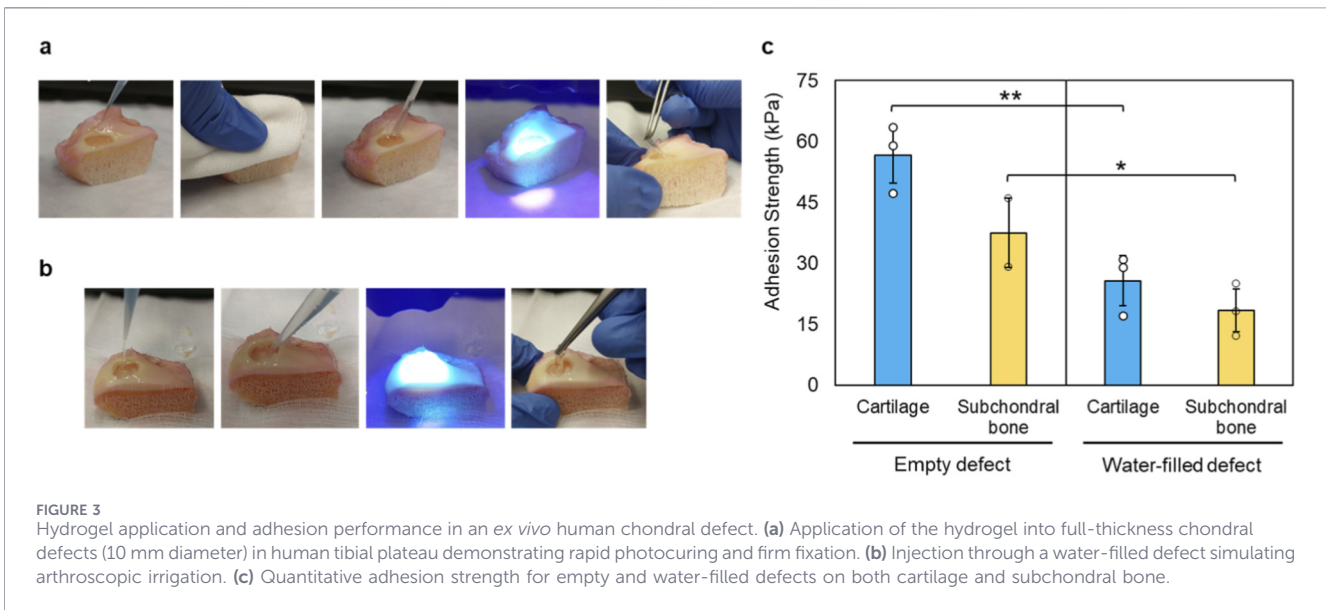 a
b
c
Adhesion Strength (kPa)
75
60
45
30
15
0
**
*
Cartilage
Subchondral
bone
Cartilage
Subchondral
bone
Empty defect
Water-filled defect
FIGURE 3
Hydrogel application and adhesion performance in an ex vivo human chondral defect. (a) Application of the hydrogel into full-thickness chondral
defects (10 mm diameter) in human tibial plateau demonstrating rapid photocuring and firm fixation. (b) Injection through a water-filled defect simulating
arthroscopic irrigation. (c) Quantitative adhesion strength for empty and water-filled defects on both cartilage and subchondral bone.